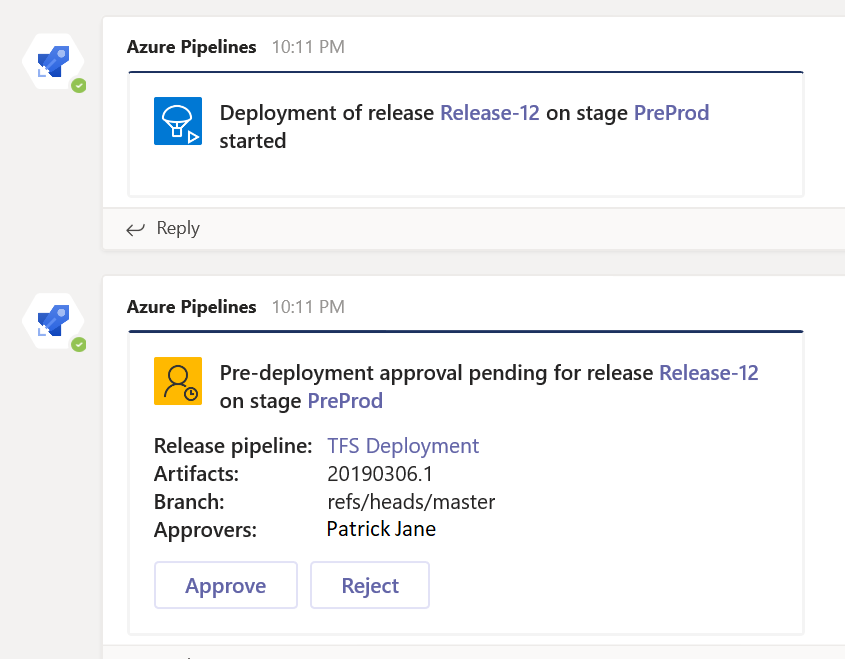 Azure Pipelines 10:11 PM
Deployment of release Release-12 on stage PreProd
started
Reply
Azure Pipelines 10:11 PM
Pre-deployment approval pending for release Release-12
on stage PreProd
Release pipeline: TFS Deployment
Artifacts: 20190306.1
Branch: refs/heads/master
Approvers: Patrick Jane
Approve Reject